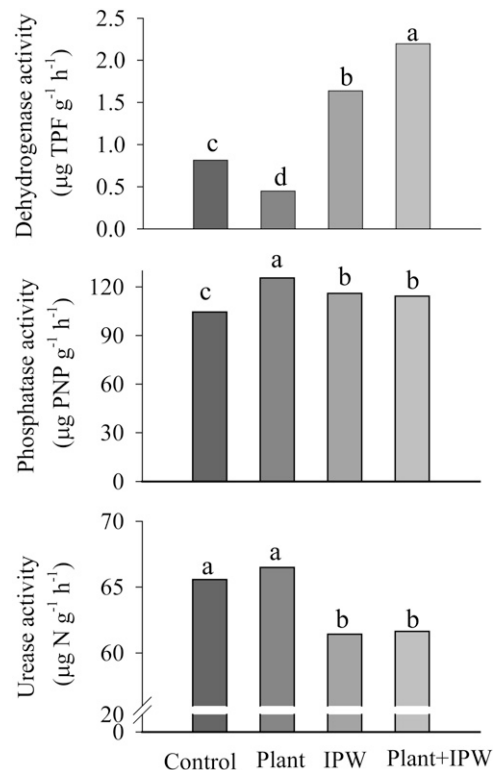 Dehydrogenase activity
(µg TPF g⁻¹ h⁻¹)
2.5
2.0
1.5
1.0
0.5
0.0
c
d
b
a
Phosphatase activity
(µg PNP g⁻¹ h⁻¹)
120
90
60
30
0
c
a
b
b
Urease activity
(µg N g⁻¹ h⁻¹)
70
65
60
20
0
a
a
b
b
Control Plant IPW Plant+IPW